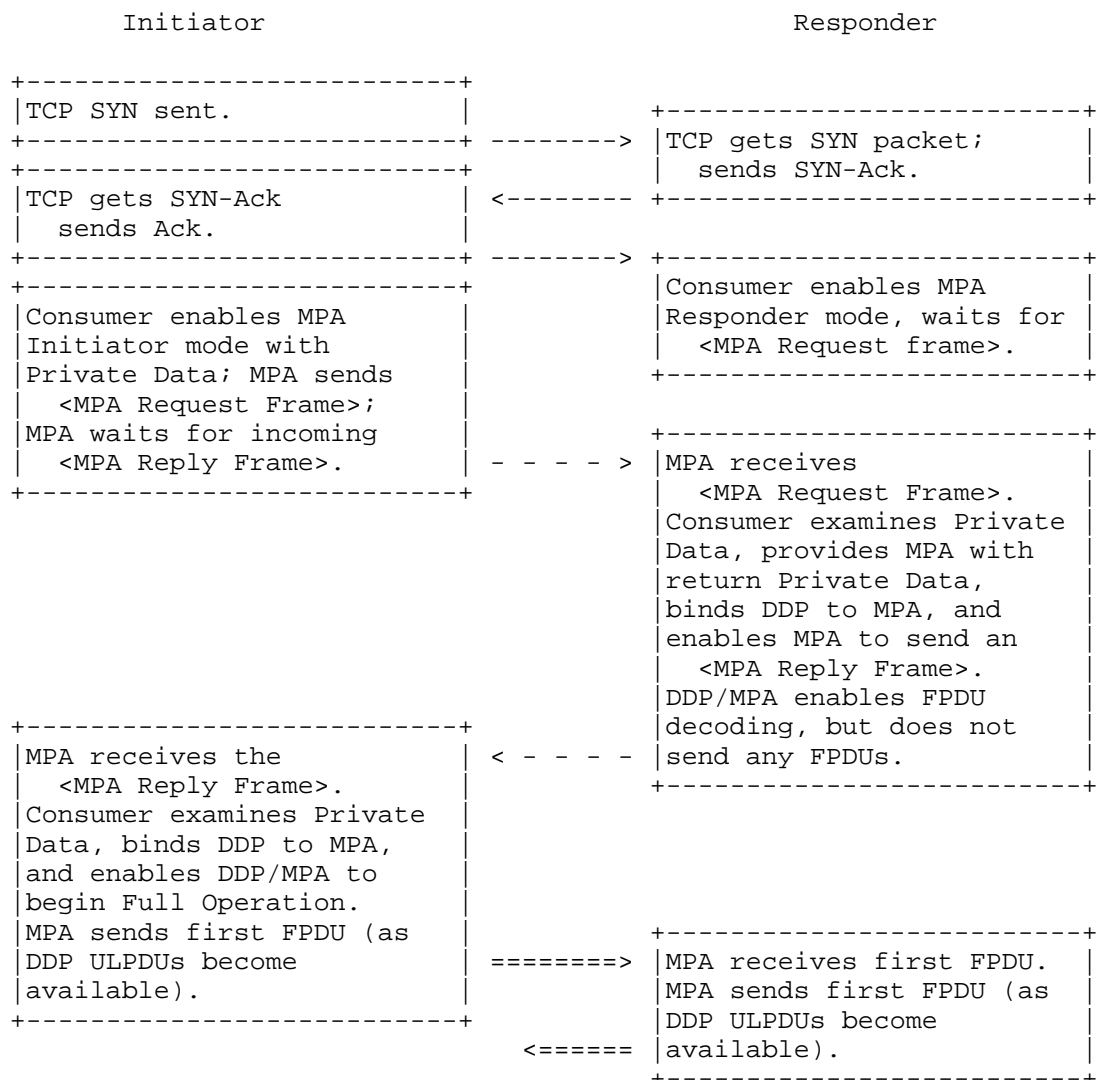 Initiator
Responder
TCP SYN sent.
TCP gets SYN packet;
sends SYN-Ack.
TCP gets SYN-Ack
sends Ack.
Consumer enables MPA
Responder mode, waits for
<MPA Request frame>.
Consumer enables MPA
Initiator mode with
Private Data; MPA sends
<MPA Request Frame>;
MPA waits for incoming
<MPA Reply Frame>.
MPA receives
<MPA Request Frame>.
Consumer examines Private
Data, provides MPA with
return Private Data,
binds DDP to MPA, and
enables MPA to send an
<MPA Reply Frame>.
DDP/MPA enables FPDU
decoding, but does not
send any FPDUs.
MPA receives the
<MPA Reply Frame>.
Consumer examines Private
Data, binds DDP to MPA,
and enables DDP/MPA to
begin Full Operation.
MPA sends first FPDU (as
DDP ULPDUs become
available).
MPA receives first FPDU.
MPA sends first FPDU (as
DDP ULPDUs become
available).